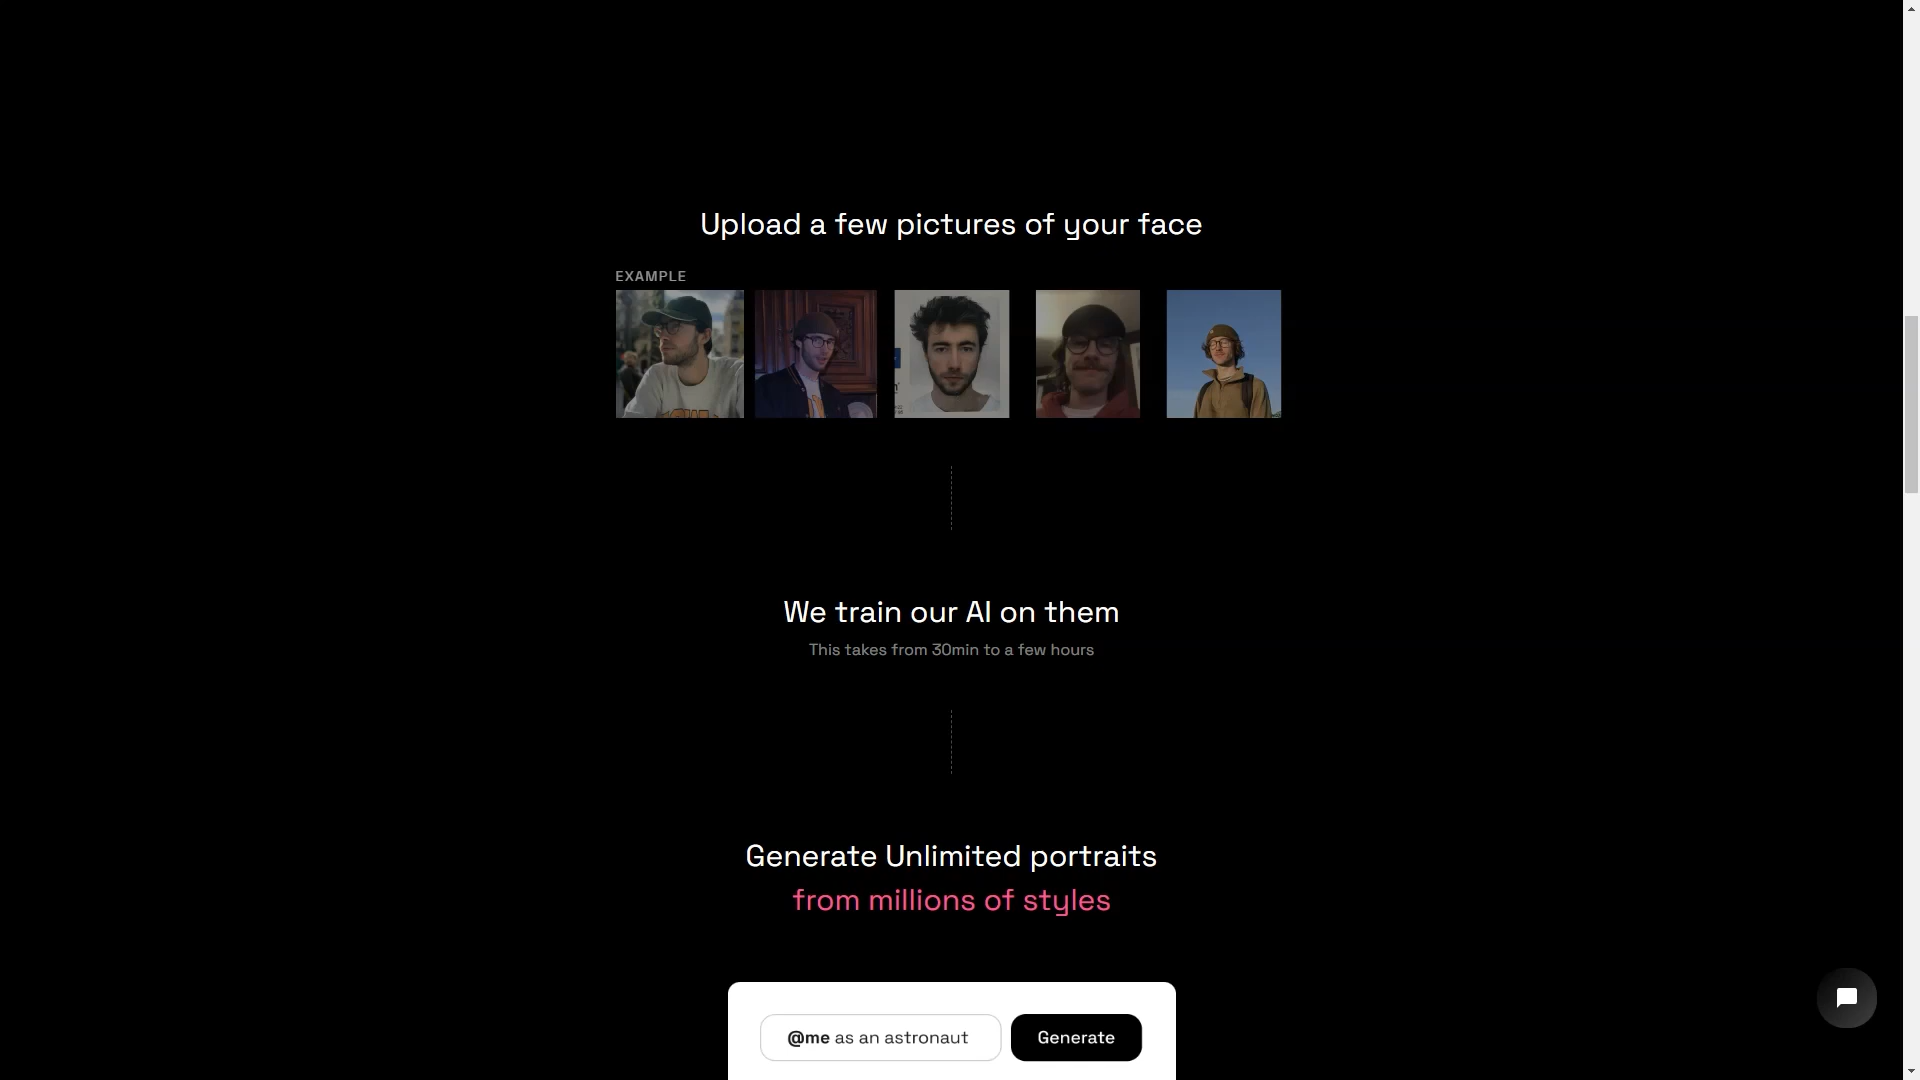 Upload a few pictures of your face
EXAMPLE
We train our AI on them
This takes from 30min to a few hours
Generate Unlimited portraits
from millions of styles
@me as an astronaut
Generate